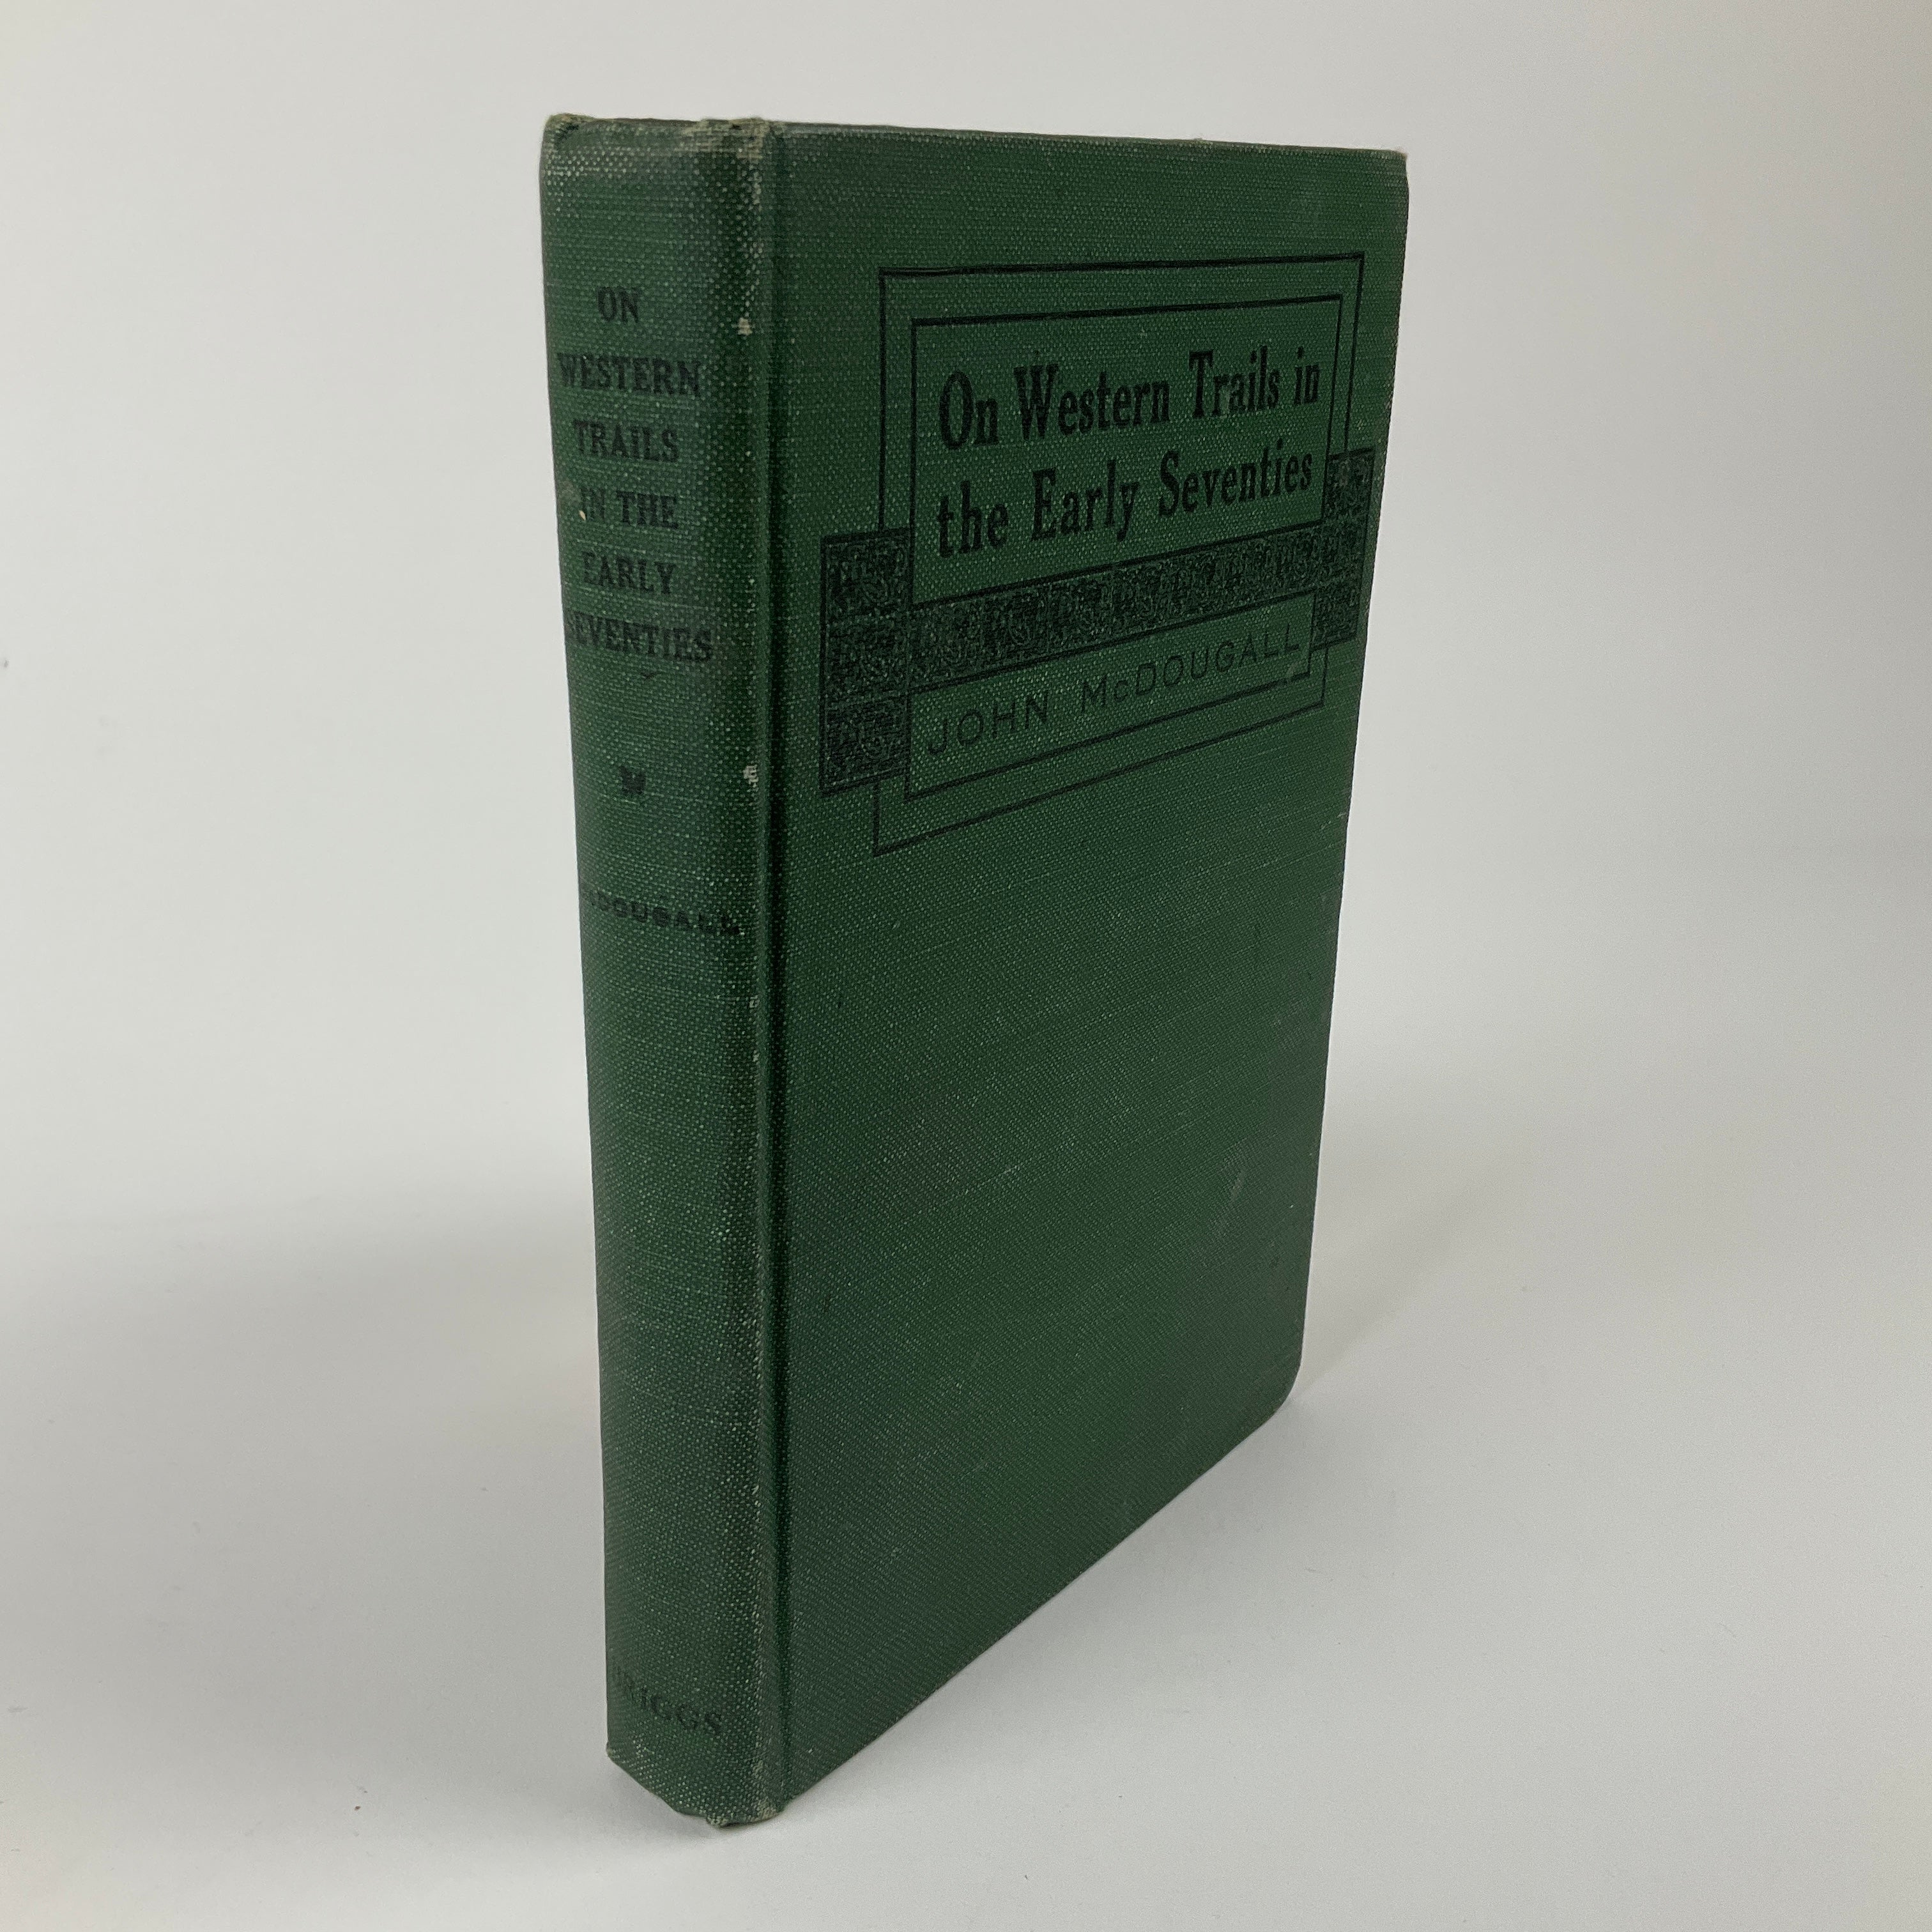 ON
WESTERN
TRAILS
IN THE
EARLY
SEVENTIES
McDOUGALL
BRIGGS
On Western Trails in
the Early Seventies
JOHN McDOUGALL